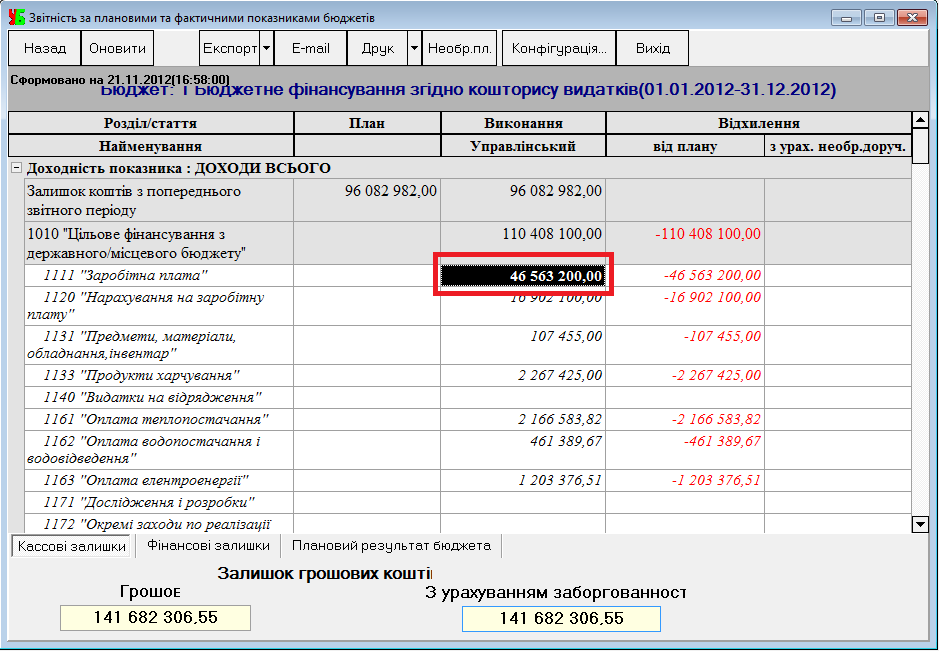 Звітність за плановими та фактичними показниками бюджетів
Назад Оновити Експорт E-mail Друк Необр.пл. Конфігурація... Вихід
Сформовано на 21.11.2012(16:58:00)
Бюджет: 1 Бюджетне фінансування згідно кошторису видатків(01.01.2012-31.12.2012)
Розділ/стаття План Виконання Відхилення
Найменування Управлінський від плану з урах. необр.доруч.
Доходність показника : ДОХОДИ ВСЬОГО
Залишок коштів з попереднього 96 082 982,00 96 082 982,00
звітного періоду
1010 "Цільове фінансування з 110 408 100,00 -110 408 100,00
державного/місцевого бюджету"
1111 "Заробітна плата" 46 563 200,00 -46 563 200,00
1120 "Нарахування на заробітну 16 902 100,00 -16 902 100,00
плату"
1131 "Предмети, матеріали, 107 455,00 -107 455,00
обладнання,інвентар"
1133 "Продукти харчування" 2 267 425,00 -2 267 425,00
1140 "Видатки на відрядження"
1161 "Оплата теплопостачання" 2 166 583,82 -2 166 583,82
1162 "Оплата водопостачання і 461 389,67 -461 389,67
водовідведення"
1163 "Оплата електроенергії" 1 203 376,51 -1 203 376,51
1171 "Дослідження і розробки"
1172 "Окремі заходи по реалізації
Кассові залишки Фінансові залишки Плановий результат бюджета
Залишок грошових кошті
Грошове З урахуванням заборгованност
141 682 306,55 141 682 306,55